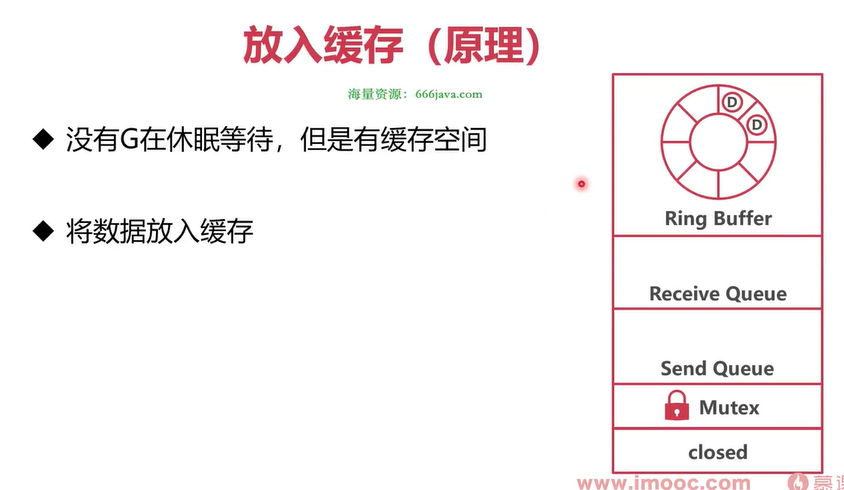 放入缓存（原理）
海量资源：666java.com
没有G在休眠等待，但是有缓存空间
将数据放入缓存
D
D
Ring Buffer
Receive Queue
Send Queue
Mutex
closed
www.imooc.com